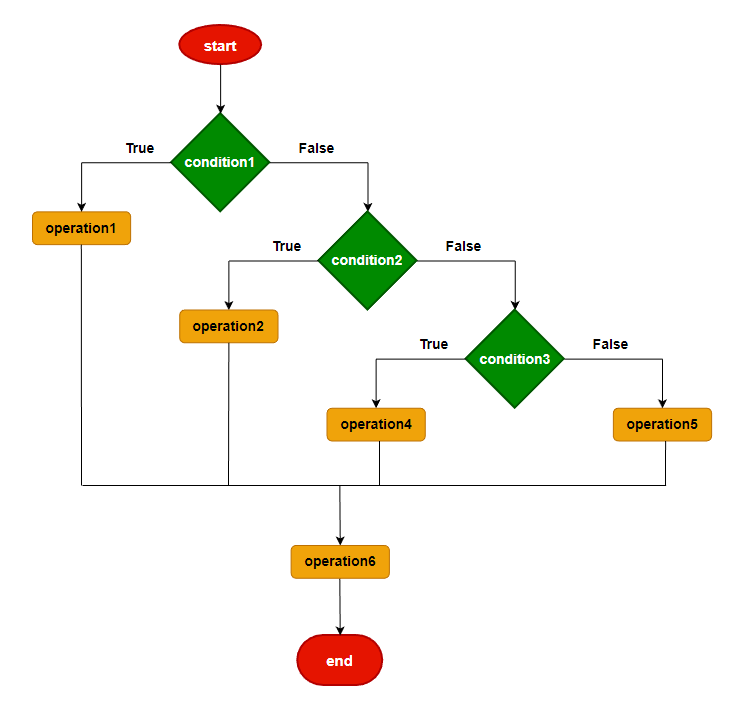 start
True
False
condition1
operation1
True
False
condition2
operation2
True
False
condition3
operation4
operation5
operation6
end